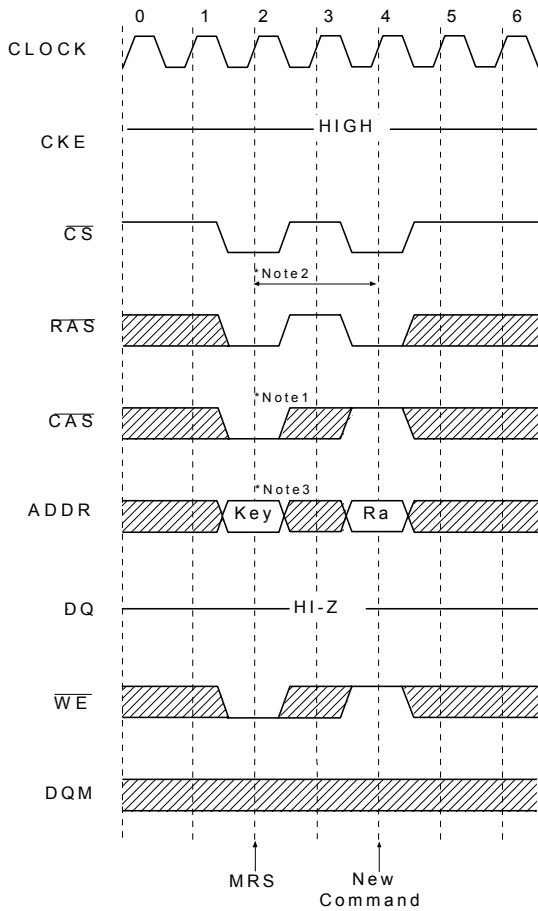 0 1 2 3 4 5 6
CLOCK
CKE
HIGH
CS
*Note2
RAS
*Note1
CAS
*Note3
ADDR
Key
Ra
DQ
HI-Z
WE
DQM
MRS
New
Command